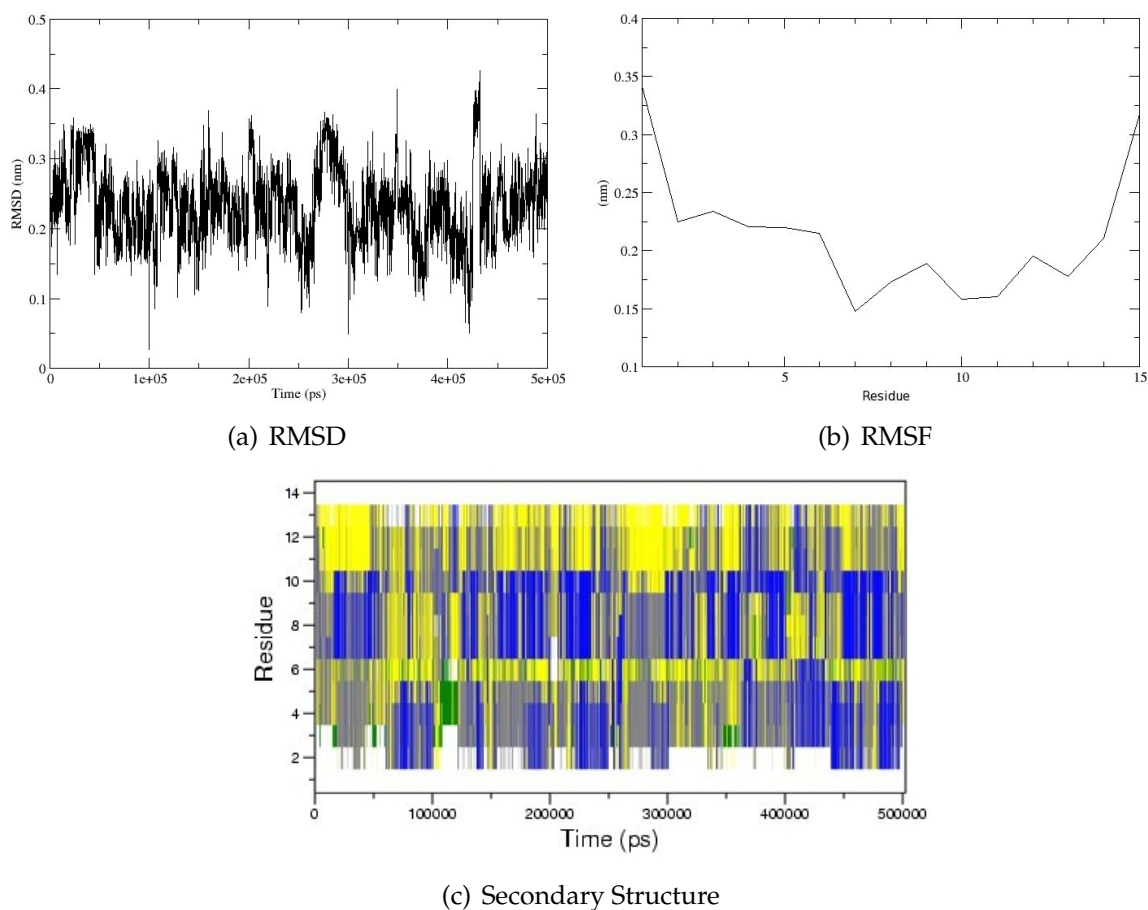 0.5
0.4
0.3
0.2
0.1
0
RMSD (nm)
0 1e+05 2e+05 3e+05 4e+05 5e+05
Time (ps)
(a) RMSD
0.4
0.35
0.3
0.25
0.2
0.15
0.1
(nm)
5 10 15
Residue
(b) RMSF
14
12
10
8
6
4
2
Residue
0 100000 200000 300000 400000 500000
Time (ps)
(c) Secondary Structure